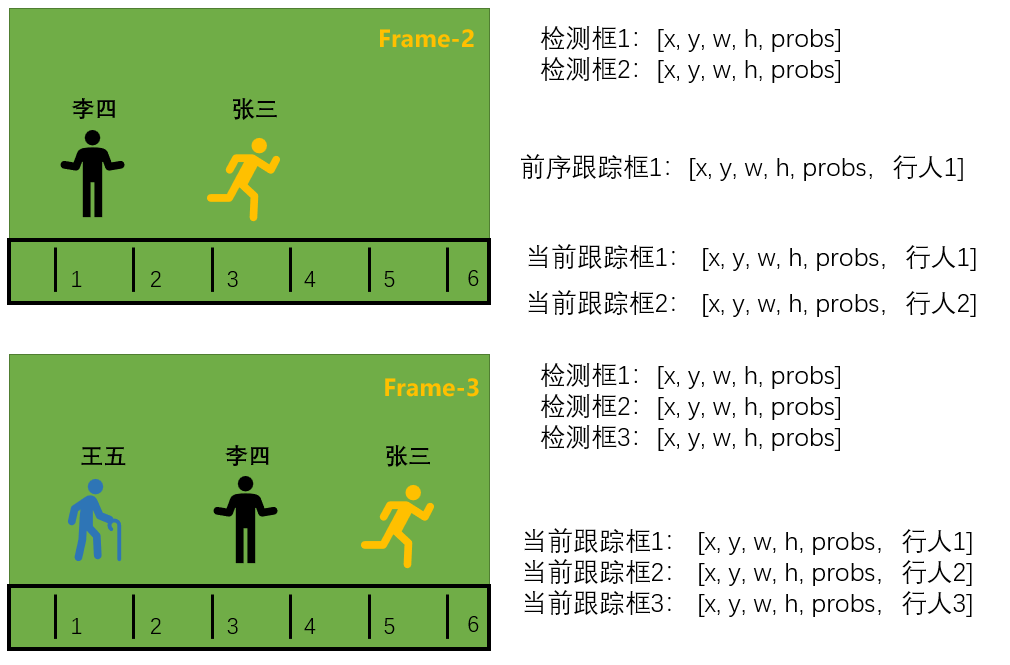 Frame-2
李四
张三
1 2 3 4 5 6
检测框1：[x, y, w, h, probs]
检测框2：[x, y, w, h, probs]
前序跟踪框1：[x, y, w, h, probs，行人1]
当前跟踪框1： [x, y, w, h, probs，行人1]
当前跟踪框2： [x, y, w, h, probs，行人2]
Frame-3
王五
李四
张三
1 2 3 4 5 6
检测框1：[x, y, w, h, probs]
检测框2：[x, y, w, h, probs]
检测框3：[x, y, w, h, probs]
当前跟踪框1： [x, y, w, h, probs，行人1]
当前跟踪框2： [x, y, w, h, probs，行人2]
当前跟踪框3： [x, y, w, h, probs，行人3]